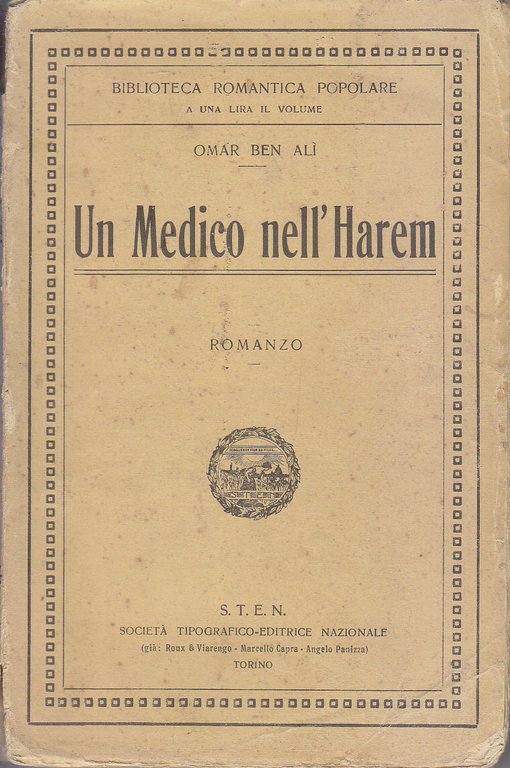 BIBLIOTECA ROMANTICA POPOLARE
A UNA LIRA IL VOLUME
OMAR BEN ALÌ
Un Medico nell'Harem
ROMANZO
S.T.E.N.
S. T. E. N.
SOCIETÀ TIPOGRAFICO-EDITRICE NAZIONALE
(già: Roux & Viarengo - Marcello Capra - Angelo Panizza)
TORINO